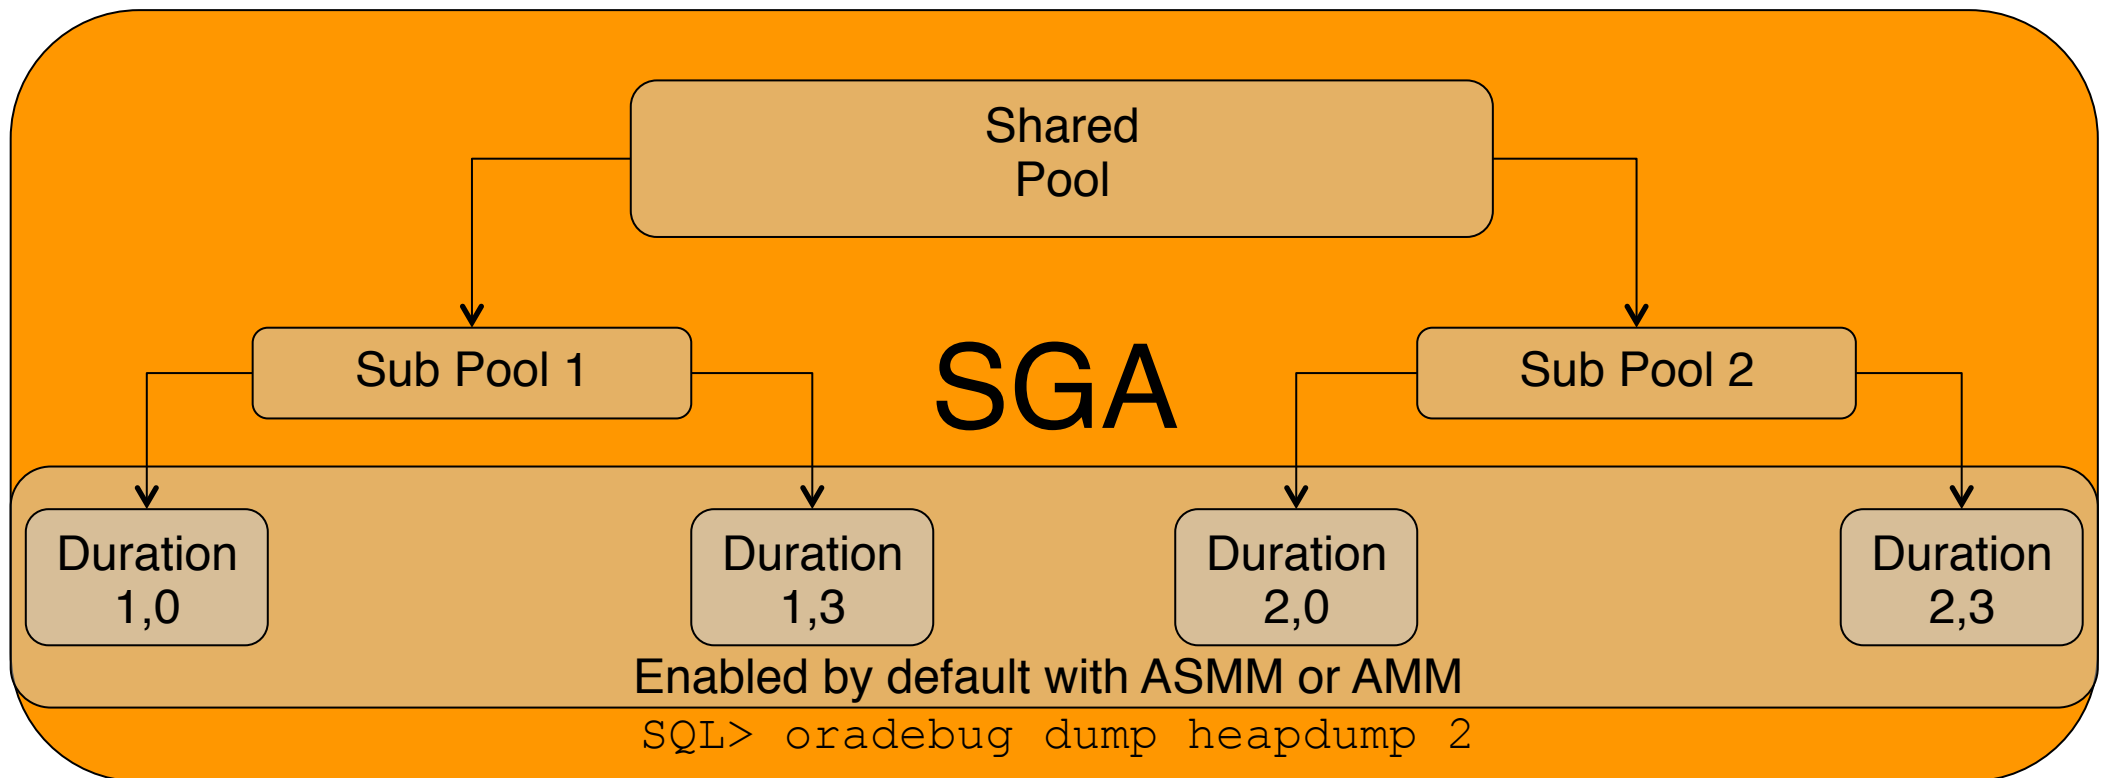 Shared
Pool
Sub Pool 1
SGA
Sub Pool 2
Duration
1,0
Duration
1,3
Duration
2,0
Duration
2,3
Enabled by default with ASMM or AMM
SQL> oradebug dump heapdump 2